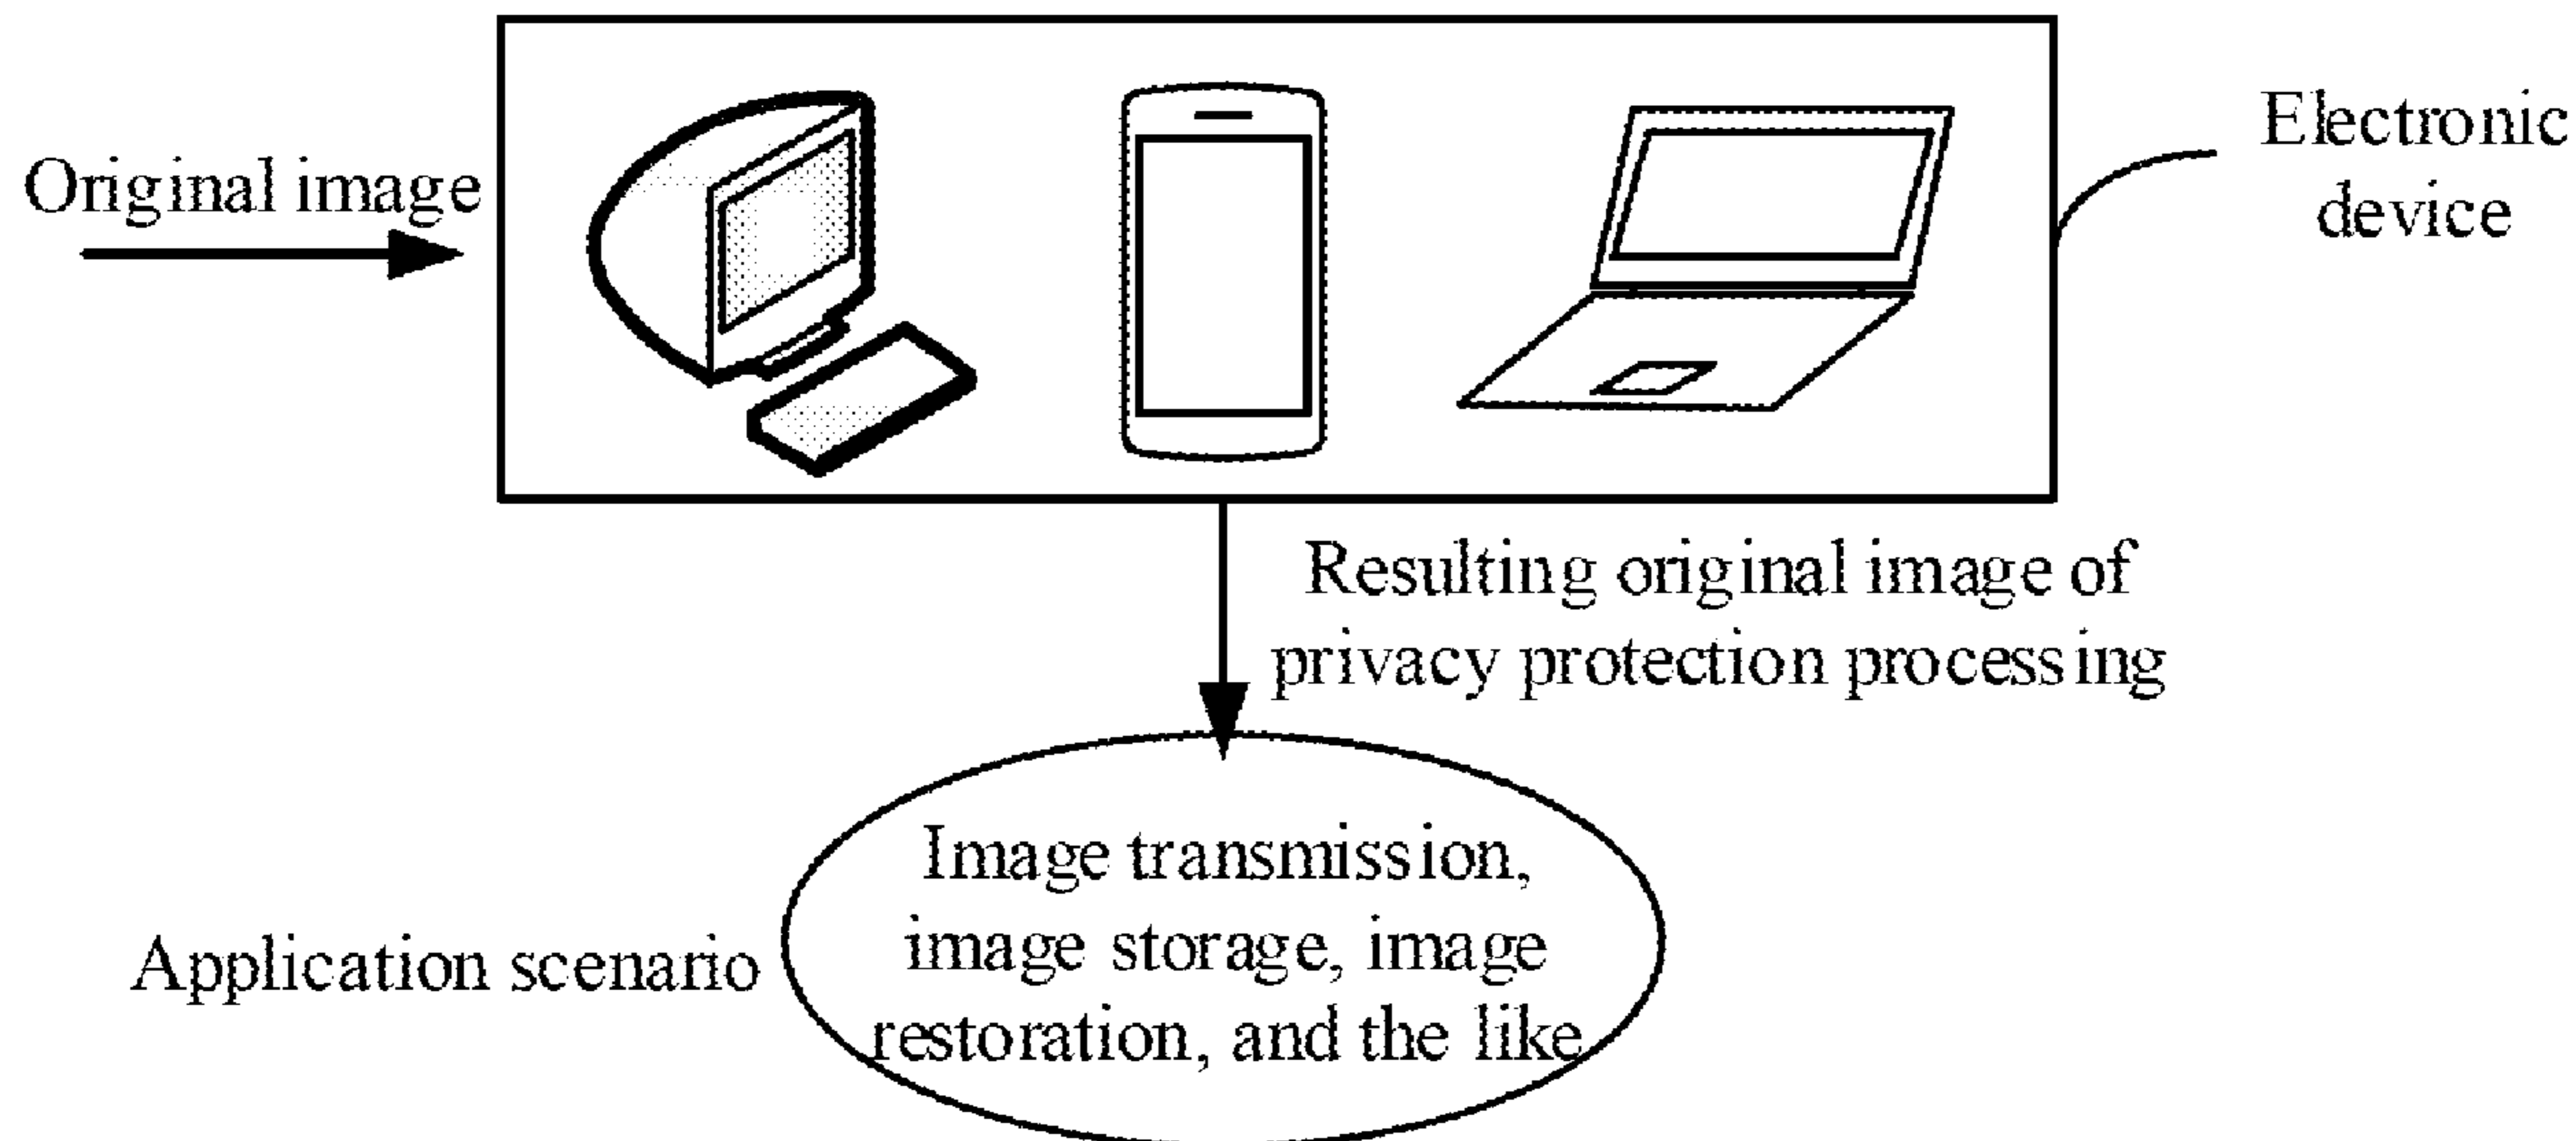 Original image
Electronic
device
Resulting original image of
privacy protection processing
Application scenario
Image transmission,
image storage, image
restoration, and the like